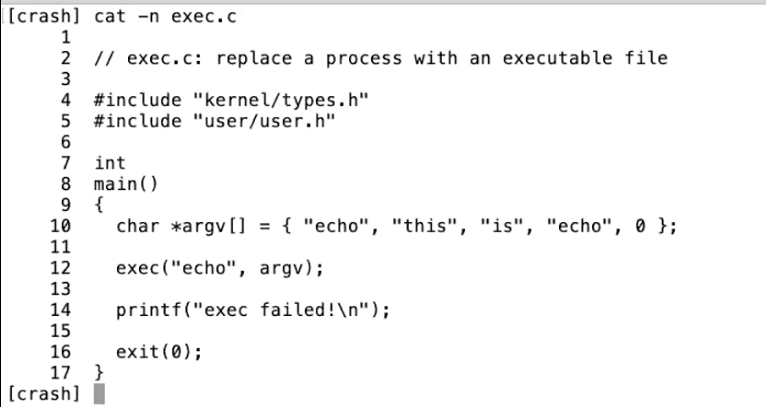 [crash] cat -n exec.c
     1
     2  // exec.c: replace a process with an executable file
     3
     4  #include "kernel/types.h"
     5  #include "user/user.h"
     6
     7  int
     8  main()
     9  {
    10    char *argv[] = { "echo", "this", "is", "echo", 0 };
    11
    12    exec("echo", argv);
    13
    14    printf("exec failed!\n");
    15
    16    exit(0);
    17  }
[crash]